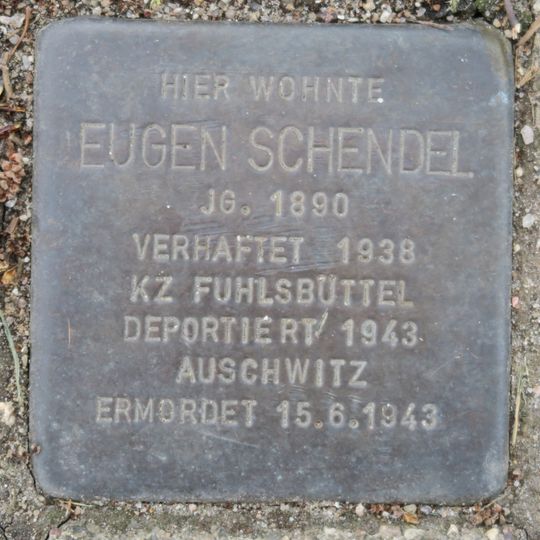 HIER WOHNTE
EUGEN SCHENDEL
JG. 1890
VERHAFTET 1938
KZ FUHLSBÜTTEL
DEPORTIERT 1943
AUSCHWITZ
ERMORDET 15.6.1943